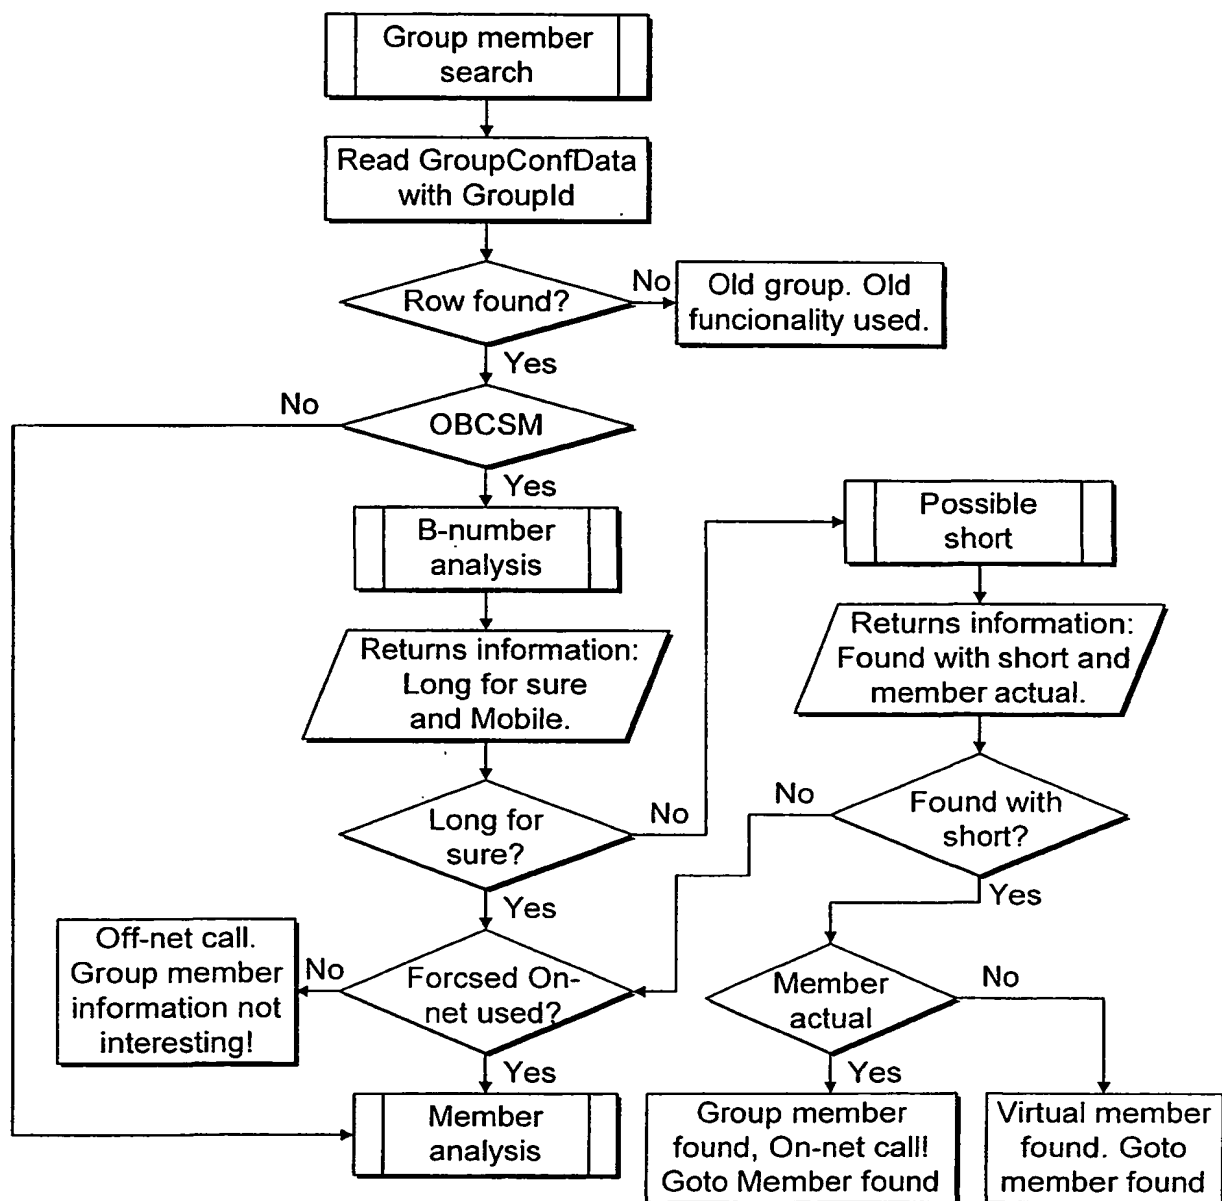 Group member
search
Read GroupConfData
with GroupId
Row found?
No
Old group. Old
funcionality used.
Yes
No
OBCSM
Yes
B-number
analysis
Possible
short
Returns information:
Long for sure
and Mobile.
Returns information:
Found with short and
member actual.
Long for
sure?
No
No
Found with
short?
Yes
Yes
Off-net call.
Group member
information not
interesting!
No
Forcsed On-
net used?
Member
actual
No
Yes
Yes
Member
analysis
Group member
found, On-net call!
Goto Member found
Virtual member
found. Goto
member found